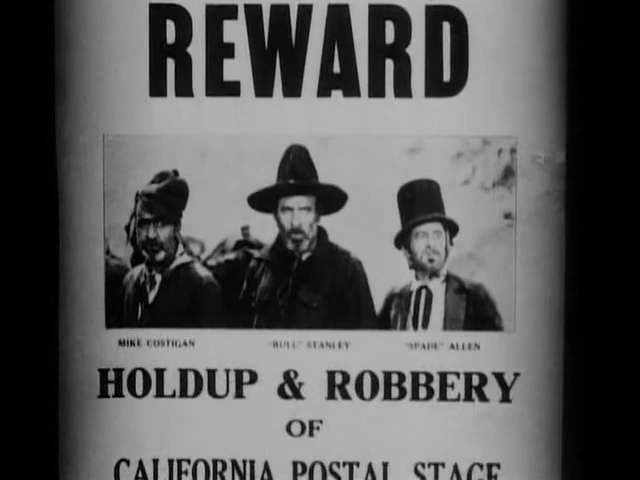 REWARD
MIKE COSTIGAN "BULL" STANLEY "SPADE" ALLEN
HOLDUP & ROBBERY
OF
CALIFORNIA POSTAL STAGE